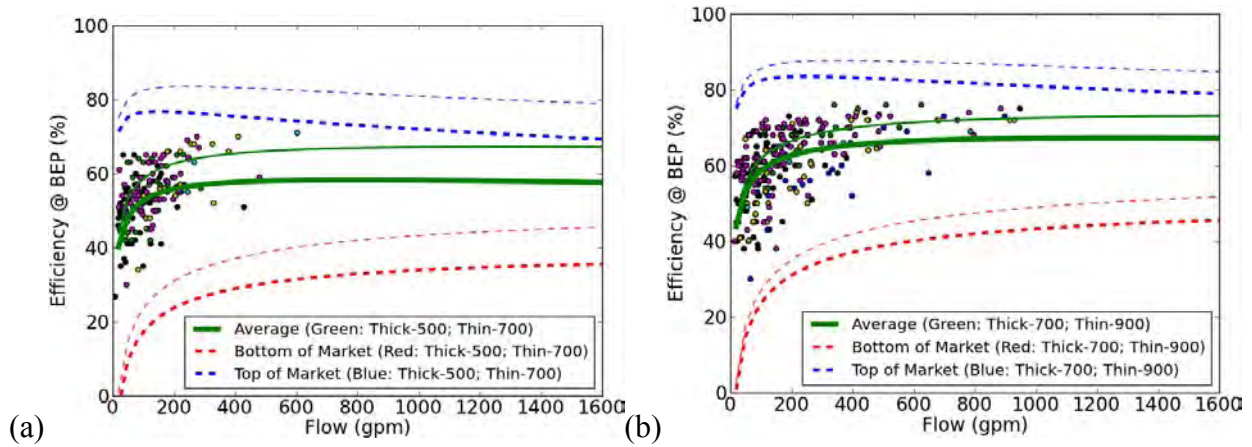 100
80
60
40
20
0
Efficiency @ BEP (%)
Average (Green: Thick-500; Thin-700)
Bottom of Market (Red: Thick-500; Thin-700)
Top of Market (Blue: Thick-500; Thin-700)
0 200 400 600 800 1000 1200 1400 1600
Flow (gpm)
(a)
100
80
60
40
20
0
Efficiency @ BEP (%)
Average (Green: Thick-700; Thin-900)
Bottom of Market (Red: Thick-700; Thin-900)
Top of Market (Blue: Thick-700; Thin-900)
0 200 400 600 800 1000 1200 1400 1600
Flow (gpm)
(b)